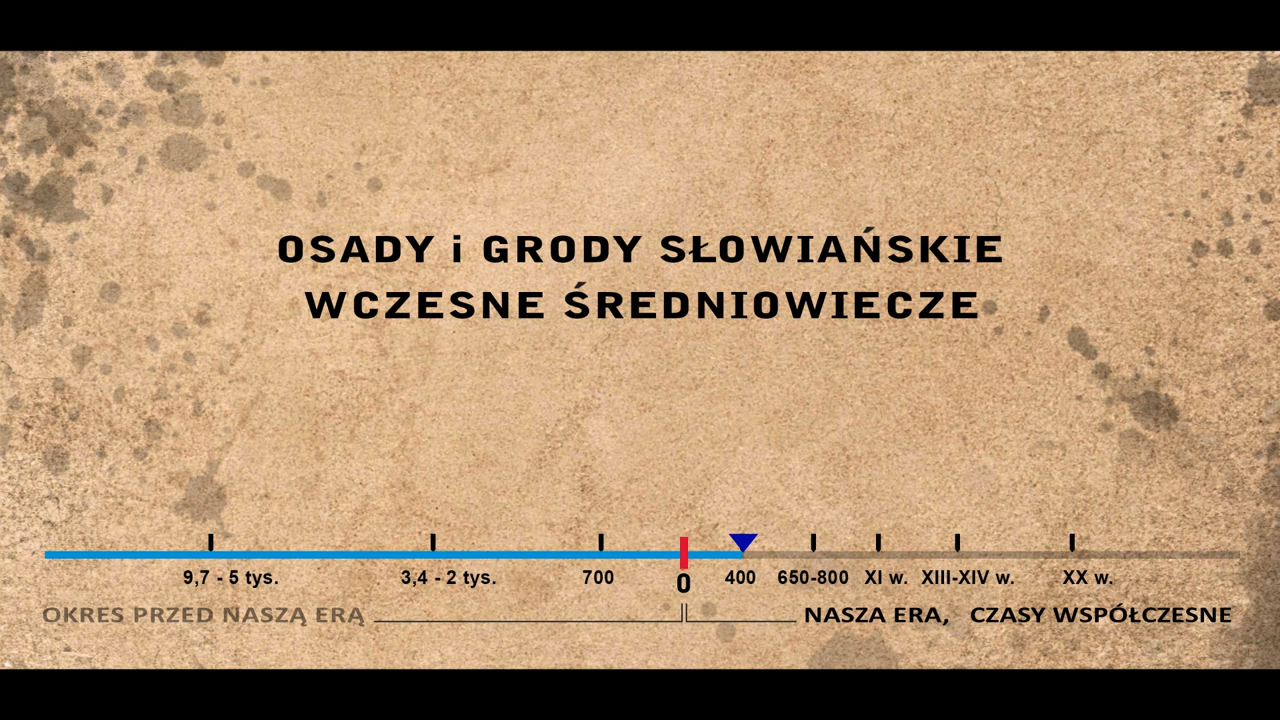 OSADY i GRODY SŁOWIAŃSKIE
WCZESNE ŚREDNIOWIECZE
9,7 - 5 tys. 3,4 - 2 tys. 700 0 400 650-800 XI w. XIII-XIV w. XX w.
OKRES PRZED NASZĄ ERĄ NASZA ERA, CZASY WSPÓŁCZESNE